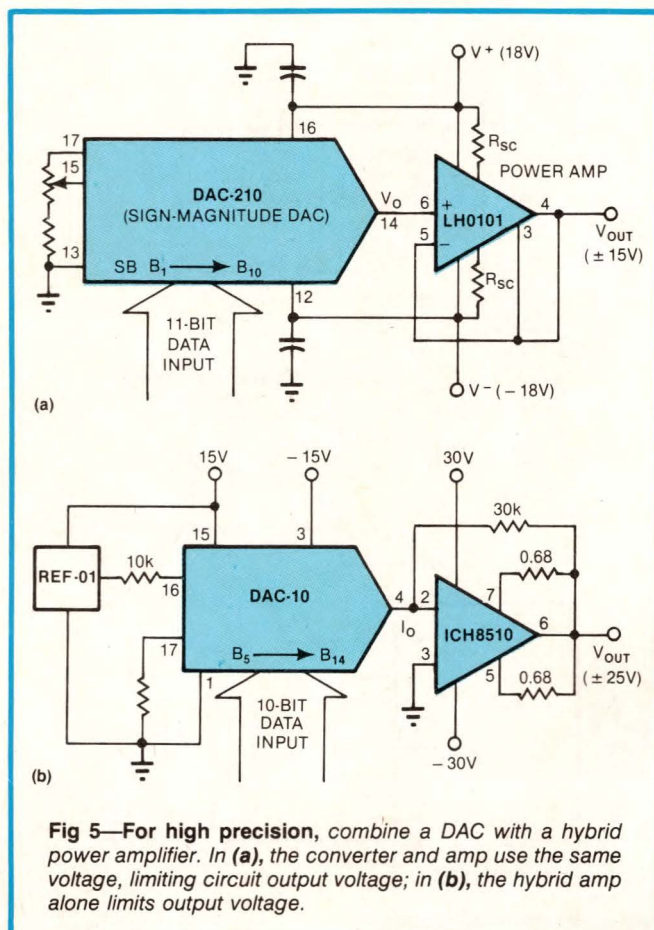 V+ (18V)
16
17
15
RSC
POWER AMP
DAC-210
(SIGN-MAGNITUDE DAC)
VO
14
6
+
LH0101
4
5
−
3
VOUT
(±15V)
13
SB B1 → B10
12
RSC
11-BIT
DATA
INPUT
V− (−18V)
(a)
15V
−15V
30V
30k
15
3
REF-01
10k
16
DAC-10
4
IO
2
7
0.68
ICH8510
6
VOUT
(±25V)
17
3
5
0.68
B5 → B14
1
10-BIT
DATA
INPUT
−30V
(b)
Fig 5—For high precision, combine a DAC with a hybrid
power amplifier. In (a), the converter and amp use the same
voltage, limiting circuit output voltage; in (b), the hybrid amp
alone limits output voltage.